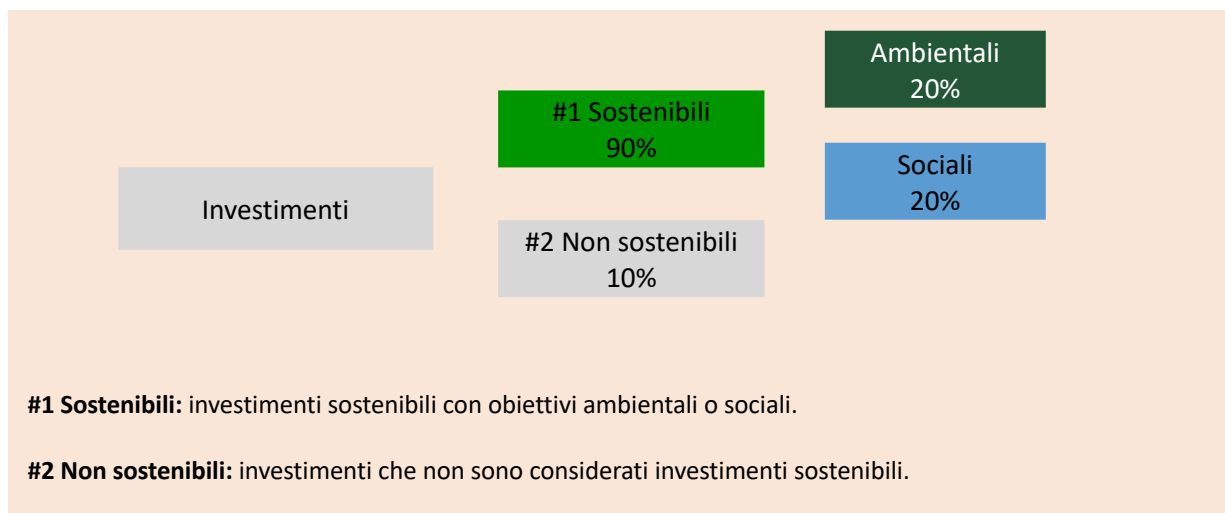 Ambientali
20%
#1 Sostenibili
90%
Sociali
20%
Investimenti
#2 Non sostenibili
10%
#1 Sostenibili: investimenti sostenibili con obiettivi ambientali o sociali.
#2 Non sostenibili: investimenti che non sono considerati investimenti sostenibili.